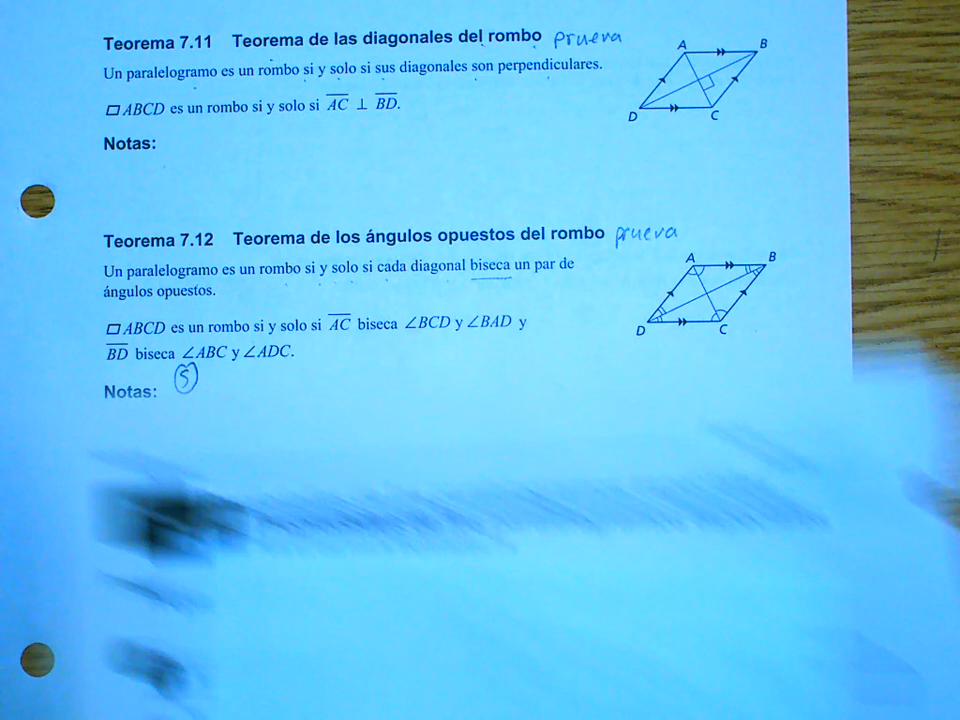 Teorema 7.11 Teorema de las diagonales del rombo prueva
Un paralelogramo es un rombo si y solo si sus diagonales son perpendiculares.
▱ABCD es un rombo si y solo si AC ⊥ BD.
A B
D C
Notas:
Teorema 7.12 Teorema de los ángulos opuestos del rombo prueva
Un paralelogramo es un rombo si y solo si cada diagonal biseca un par de
ángulos opuestos.
A B
D C
▱ABCD es un rombo si y solo si AC biseca ∠BCD y ∠BAD y
BD biseca ∠ABC y ∠ADC.
Notas: 5